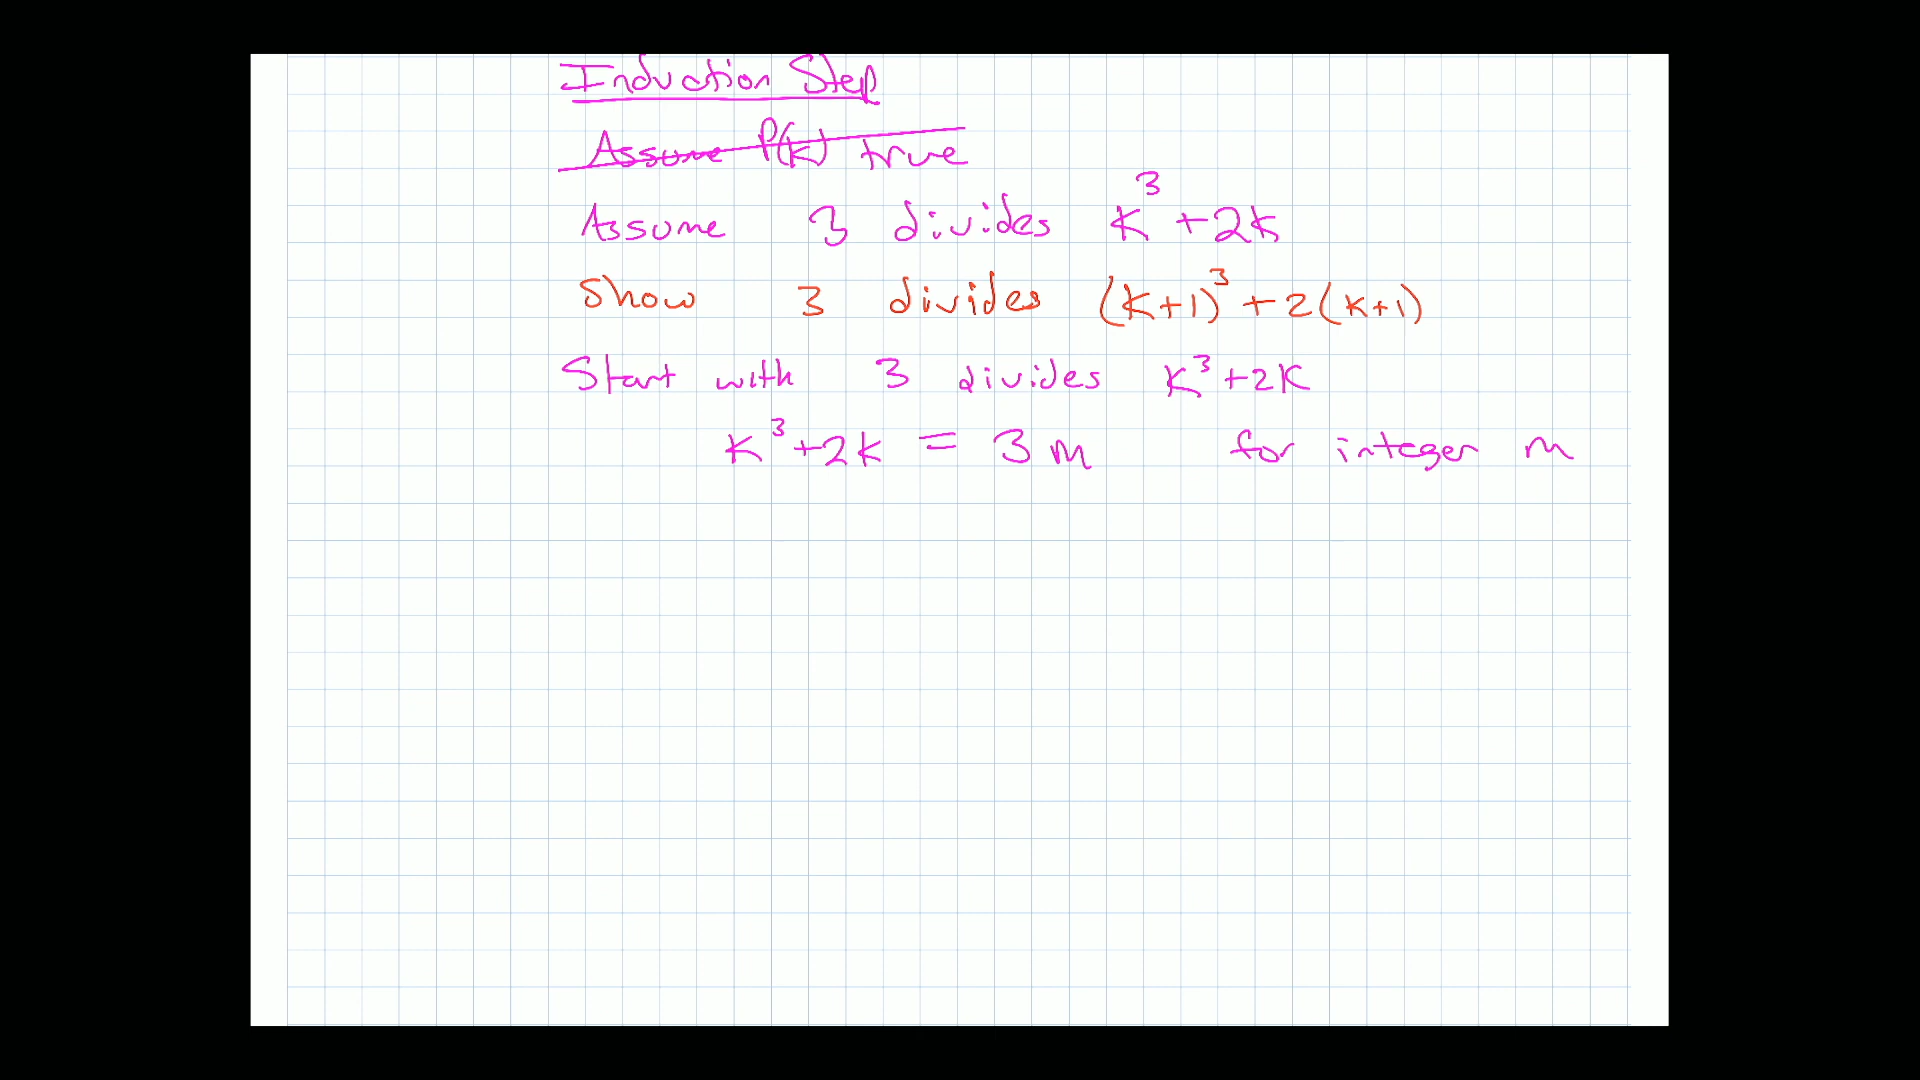 Induction Step
Assume P(k) true
Assume 3 divides k³+2k
Show 3 divides (k+1)³+2(k+1)
Start with 3 divides k³+2k
k³+2k = 3m for integer m